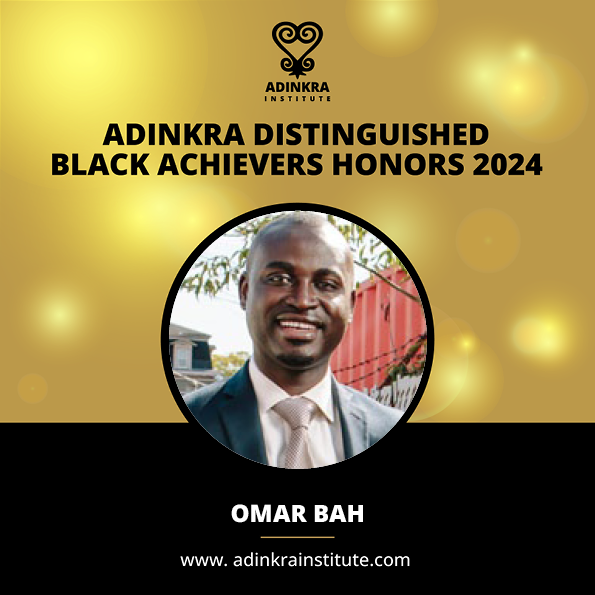 ADINKRA
INSTITUTE
ADINKRA DISTINGUISHED
BLACK ACHIEVERS HONORS 2024
OMAR BAH
www. adinkrainstitute.com